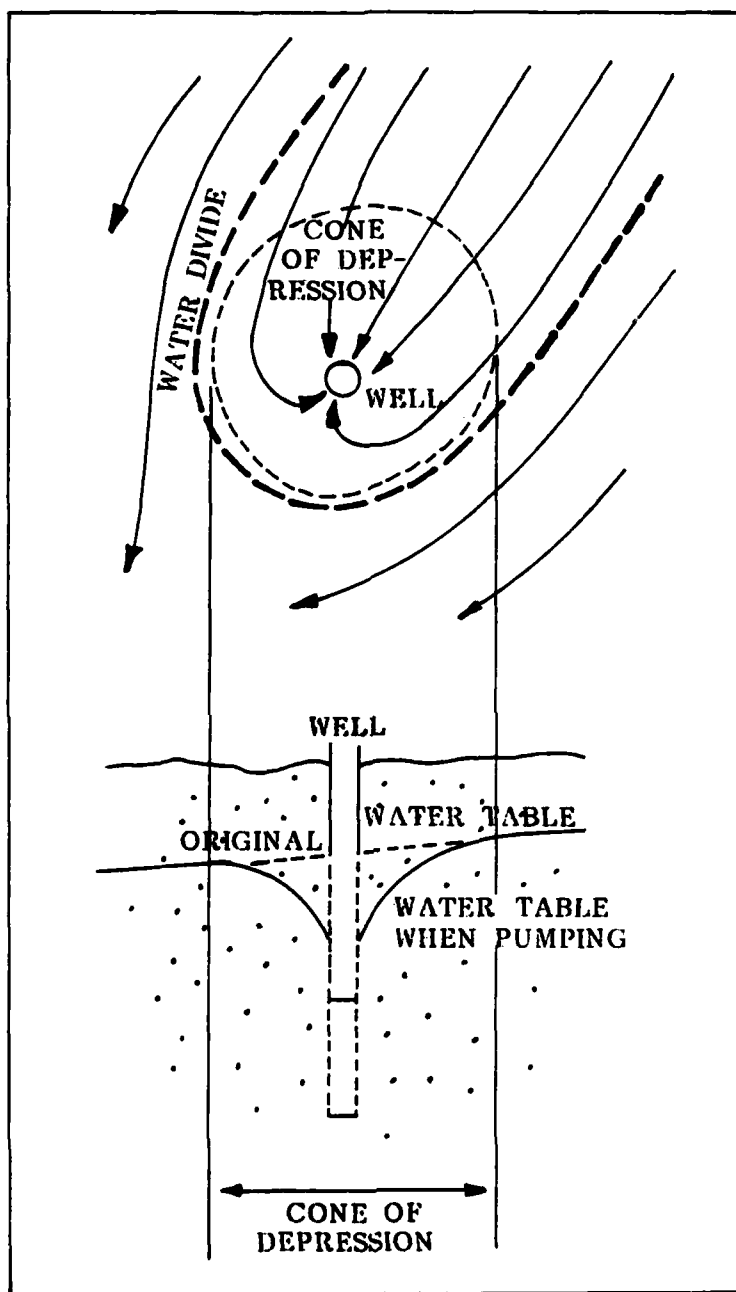 WATER DIVIDE
CONE
OF DEP-
RESSION
WELL
WELL
WATER TABLE
ORIGINAL
WATER TABLE
WHEN PUMPING
CONE OF
DEPRESSION